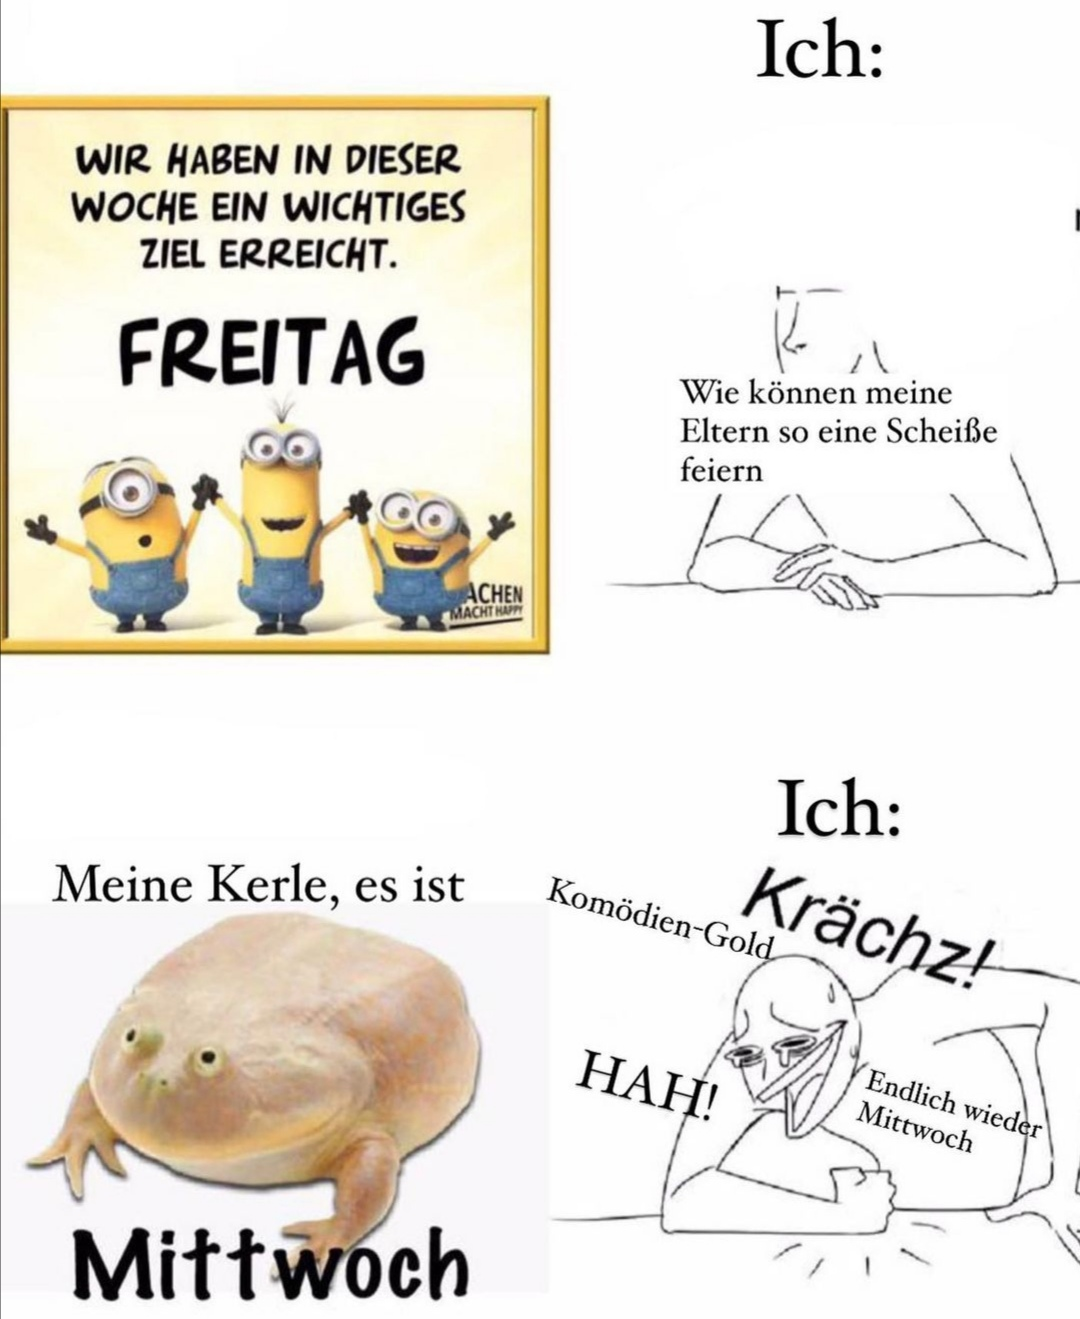 Ich:
WIR HABEN IN DIESER
WOCHE EIN WICHTIGES
ZIEL ERREICHT.
FREITAG
ACHEN
MACHT HAPPY
Wie können meine
Eltern so eine Scheiße
feiern
Ich:
Meine Kerle, es ist
Mittwoch
Komödien-Gold
Krächz!
HAH!
Endlich wieder
Mittwoch